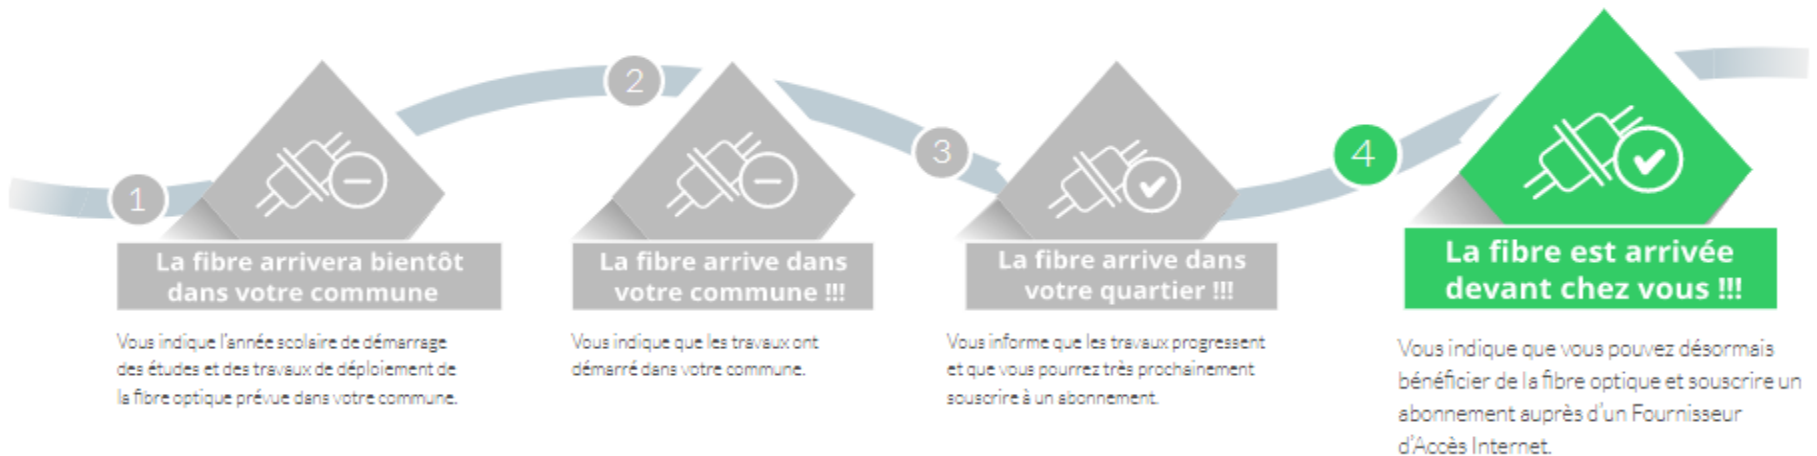 1
La fibre arrivera bientôt
dans votre commune
Vous indique l'année scolaire de démarrage
des études et des travaux de déploiement de
la fibre optique prévue dans votre commune.
2
La fibre arrive dans
votre commune !!!
Vous indique que les travaux ont
démarré dans votre commune.
3
La fibre arrive dans
votre quartier !!!
Vous informe que les travaux progressent
et que vous pourrez très prochainement
souscrire à un abonnement.
4
La fibre est arrivée
devant chez vous !!!
Vous indique que vous pouvez désormais
bénéficier de la fibre optique et souscrire un
abonnement auprès d'un Fournisseur
d'Accès Internet.